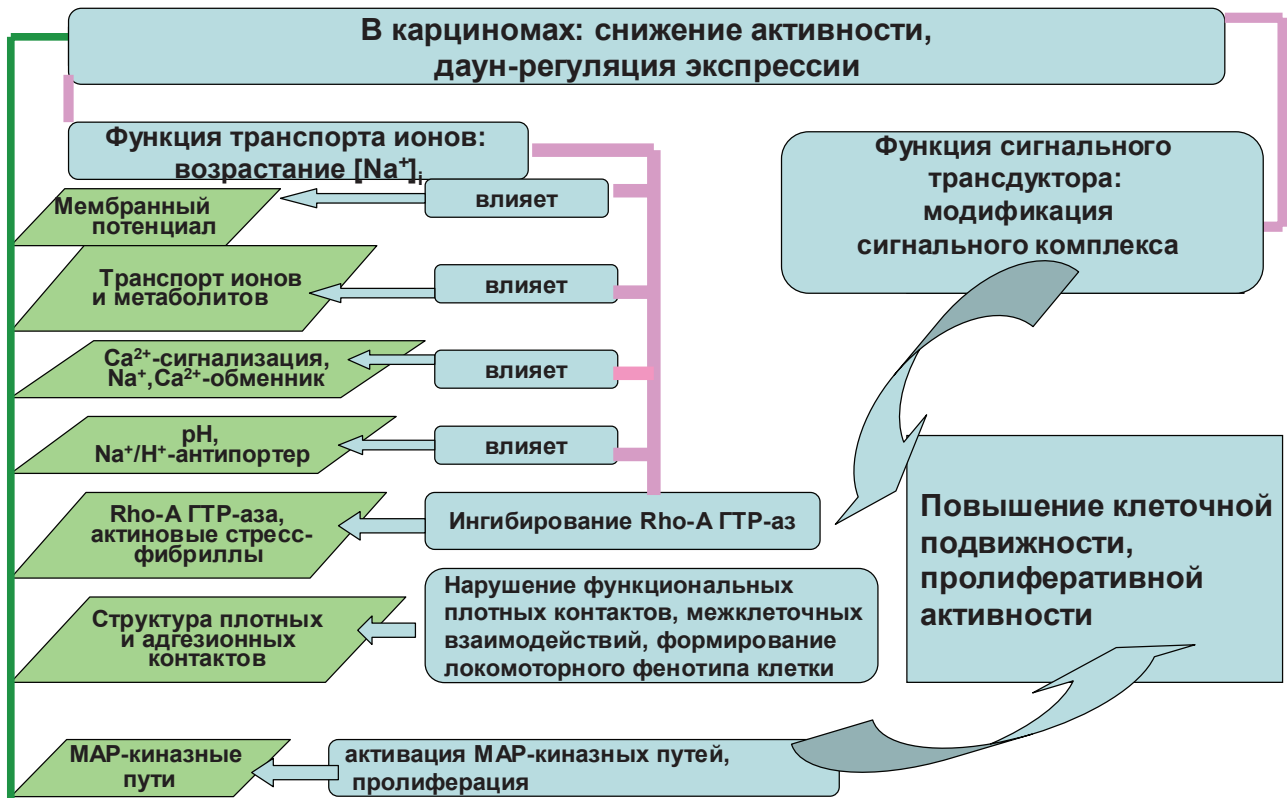 В карциномах: снижение активности,
даун-регуляция экспрессии
Функция транспорта ионов:
возрастание [Na⁺]ᵢ
Функция сигнального
трансдуктора:
модификация
сигнального комплекса
Мембранный
потенциал
влияет
Транспорт ионов
и метаболитов
влияет
Ca²⁺-сигнализация,
Na⁺,Ca²⁺-обменник
влияет
pH,
Na⁺/H⁺-антипортер
влияет
Rho-A ГТР-аза,
актиновые стресс-
фибриллы
Ингибирование Rho-A ГТР-аз
Повышение клеточной
подвижности,
пролиферативной
активности
Структура плотных
и адгезионных
контактов
Нарушение функциональных
плотных контактов, межклеточных
взаимодействий, формирование
локомоторного фенотипа клетки
МАР-киназные
пути
активация МАР-киназных путей,
пролиферация